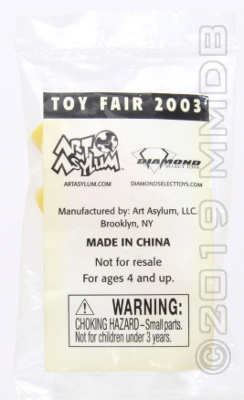 TOY FAIR 2003
ART ASYLUM
DIAMOND
ARTASYLUM.COM
DIAMONDSELECTTOYS.COM
Manufactured by: Art Asylum, LLC.
Brooklyn, NY
MADE IN CHINA
Not for resale
For ages 4 and up.
WARNING:
CHOKING HAZARD–Small parts.
Not for children under 3 years.
©2019 MMDB